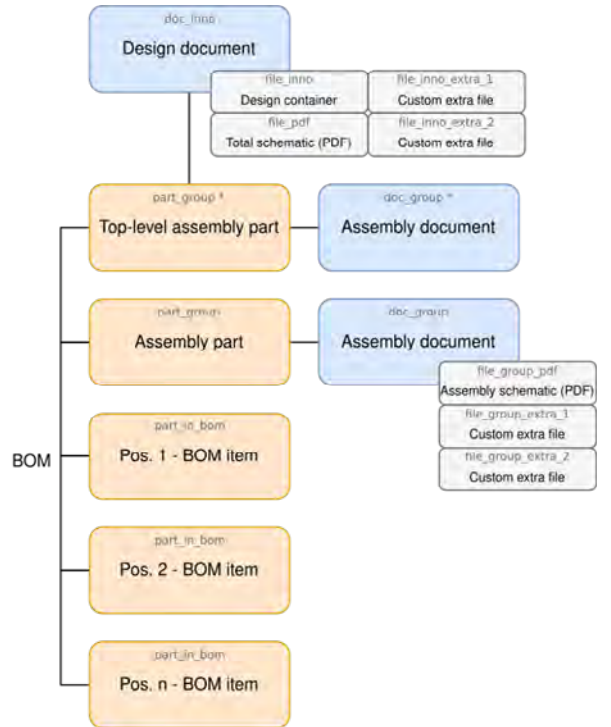 doc_inno
Design document
file_inno
Design container
file_inno_extra_1
Custom extra file
file_pdf
Total schematic (PDF)
file_inno_extra_2
Custom extra file
part_group *
Top-level assembly part
doc_group *
Assembly document
part_group
Assembly part
doc_group
Assembly document
file_group_pdf
Assembly schematic (PDF)
file_group_extra_1
Custom extra file
file_group_extra_2
Custom extra file
BOM
part_in_bom
Pos. 1 - BOM item
part_in_bom
Pos. 2 - BOM item
part_in_bom
Pos. n - BOM item